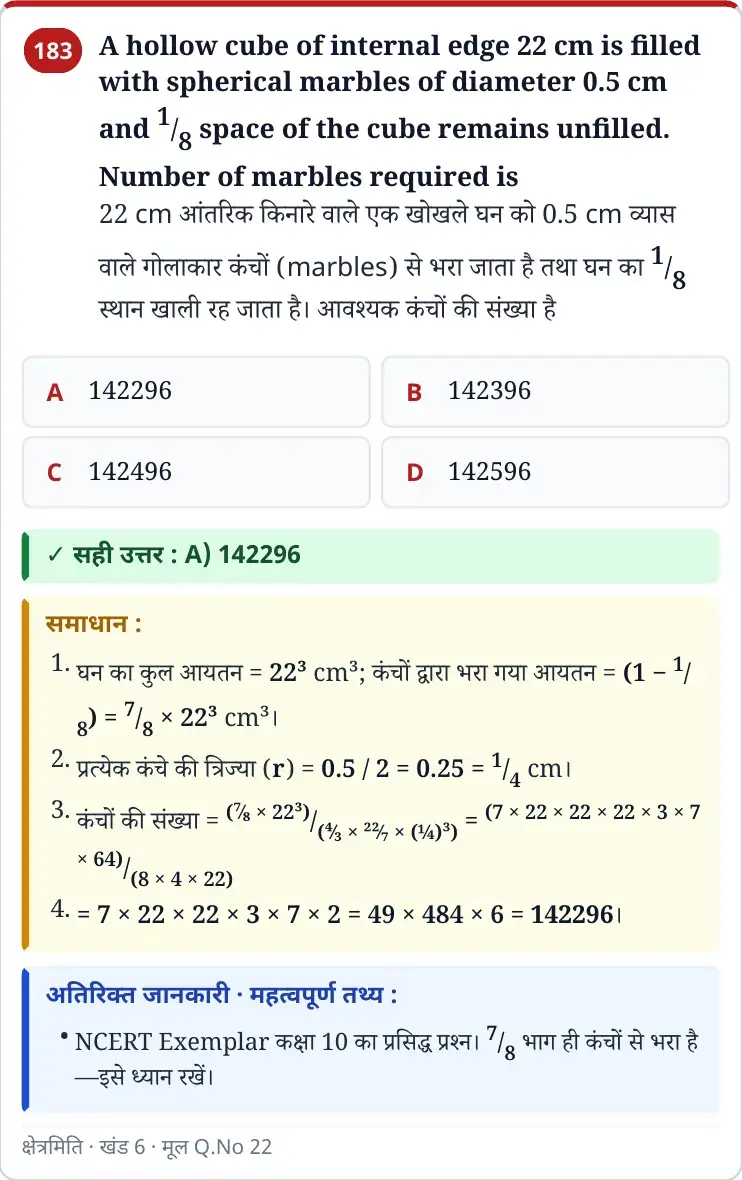 183
A hollow cube of internal edge 22 cm is filled
with spherical marbles of diameter 0.5 cm
and ¹/₈ space of the cube remains unfilled.
Number of marbles required is
22 cm आंतरिक किनारे वाले एक खोखले घन को 0.5 cm व्यास
वाले गोलाकार कंचों (marbles) से भरा जाता है तथा घन का ¹/₈
स्थान खाली रह जाता है। आवश्यक कंचों की संख्या है
A 142296
B 142396
C 142496
D 142596
✓ सही उत्तर : A) 142296
समाधान :
1. घन का कुल आयतन = 22³ cm³; कंचों द्वारा भरा गया आयतन = (1 − ¹/
₈) = ⁷/₈ × 22³ cm³।
2. प्रत्येक कंचे की त्रिज्या (r) = 0.5 / 2 = 0.25 = ¹/₄ cm।
3. कंचों की संख्या = (⅞ × 22³)/(⁴⁄₃ × ²²⁄₇ × (¼)³) = (7 × 22 × 22 × 22 × 3 × 7
× 64)/(8 × 4 × 22)
4. = 7 × 22 × 22 × 3 × 7 × 2 = 49 × 484 × 6 = 142296।
अतिरिक्त जानकारी · महत्वपूर्ण तथ्य :
• NCERT Exemplar कक्षा 10 का प्रसिद्ध प्रश्न। ⁷/₈ भाग ही कंचों से भरा है
—इसे ध्यान रखें।
क्षेत्रमिति · खंड 6 · मूल Q.No 22